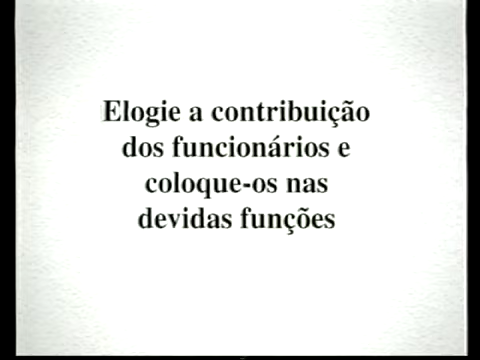 Elogie a contribuição
dos funcionários e
coloque-os nas
devidas funções